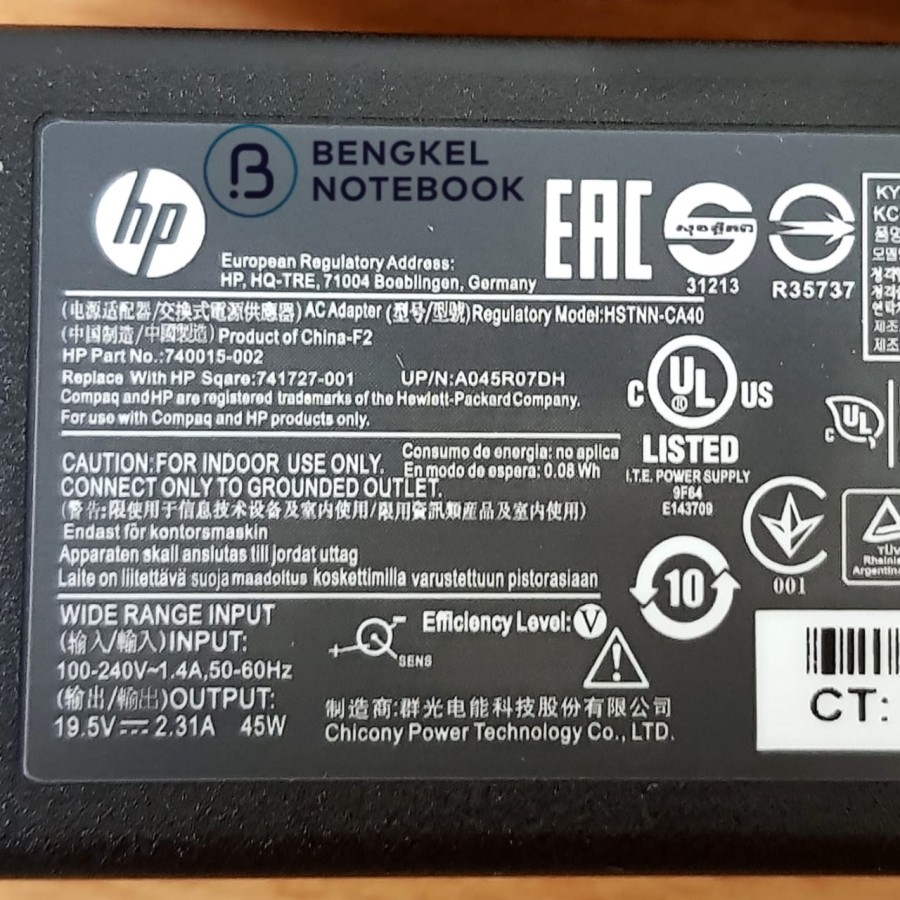 BENGKEL
NOTEBOOK
hp
EAC
31213
R35737
KY
KC
European Regulatory Address:
HP, HQ-TRE, 71004 Boeblingen, Germany
(电源适配器/交換式電源供應器) AC Adapter (型号/型號) Regulatory Model:HSTNN-CA40
(中国制造/中國製造) Product of China-F2
HP Part No.:740015-002
Replace With HP Sqare:741727-001 UP/N:A045R07DH
Compaq and HP are registered trademarks of the Hewlett-Packard Company.
For use with Compaq and HP products only.
C UL US
LISTED
I.T.E. POWER SUPPLY
9F64
E143709
c UL
CAUTION:FOR INDOOR USE ONLY.
Consumo de energia: no aplica
En modo de espera: 0.08 Wh
CONNECT ONLY TO GROUNDED OUTLET.
(警告:限使用于信息技术设备及室内使用/限用資訊類產品及室內使用)
Endast för kontorsmaskin
Apparaten skall anslutas till jordat uttag
Laite on liitettävä suojamaadoitus koskettimilla varustettuun pistorasiaan
10
001
TÜV
Rheinla
Argentin
WIDE RANGE INPUT
(输入/輸入)INPUT:
100-240V~1.4A,50-60Hz
(输出/輸出)OUTPUT:
19.5V⎓2.31A 45W
SENS
Efficiency Level: V
制造商:群光电能科技股份有限公司
Chicony Power Technology Co., LTD.
CT: